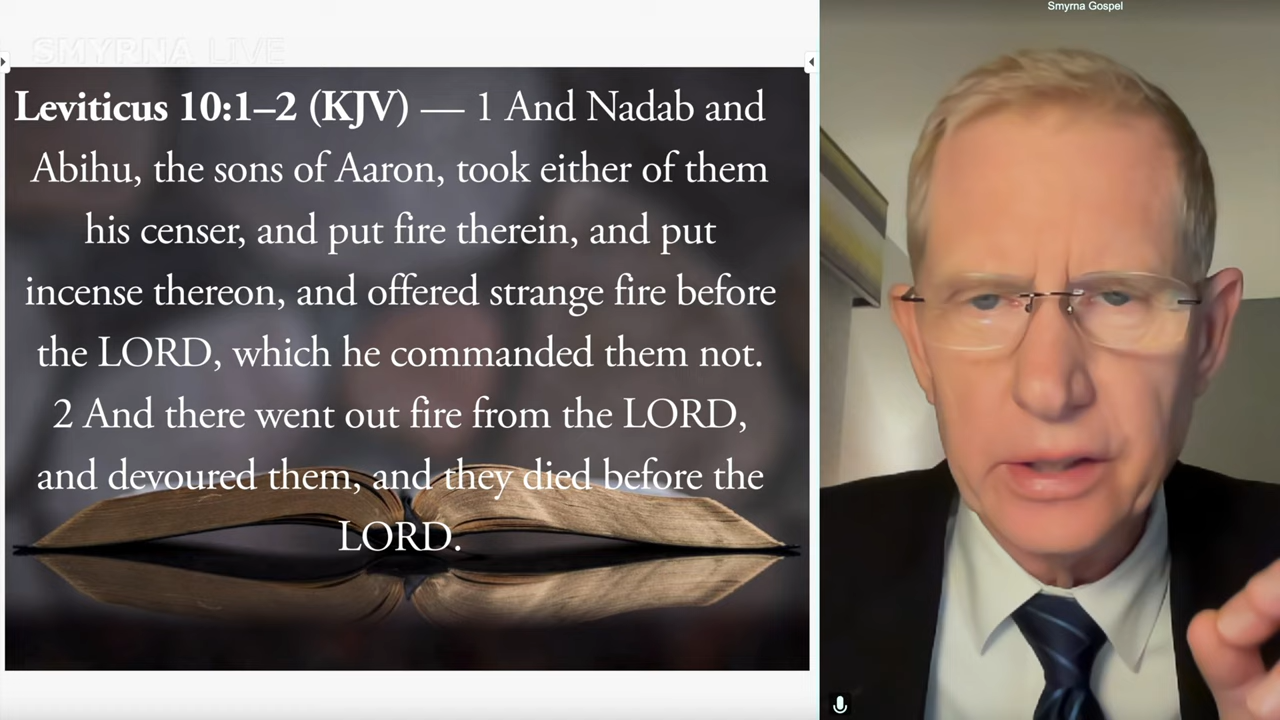 Smyrna Gospel
SMYRNA LIVE
Leviticus 10:1–2 (KJV) — 1 And Nadab and
Abihu, the sons of Aaron, took either of them
his censer, and put fire therein, and put
incense thereon, and offered strange fire before
the LORD, which he commanded them not.
2 And there went out fire from the LORD,
and devoured them, and they died before the
LORD.